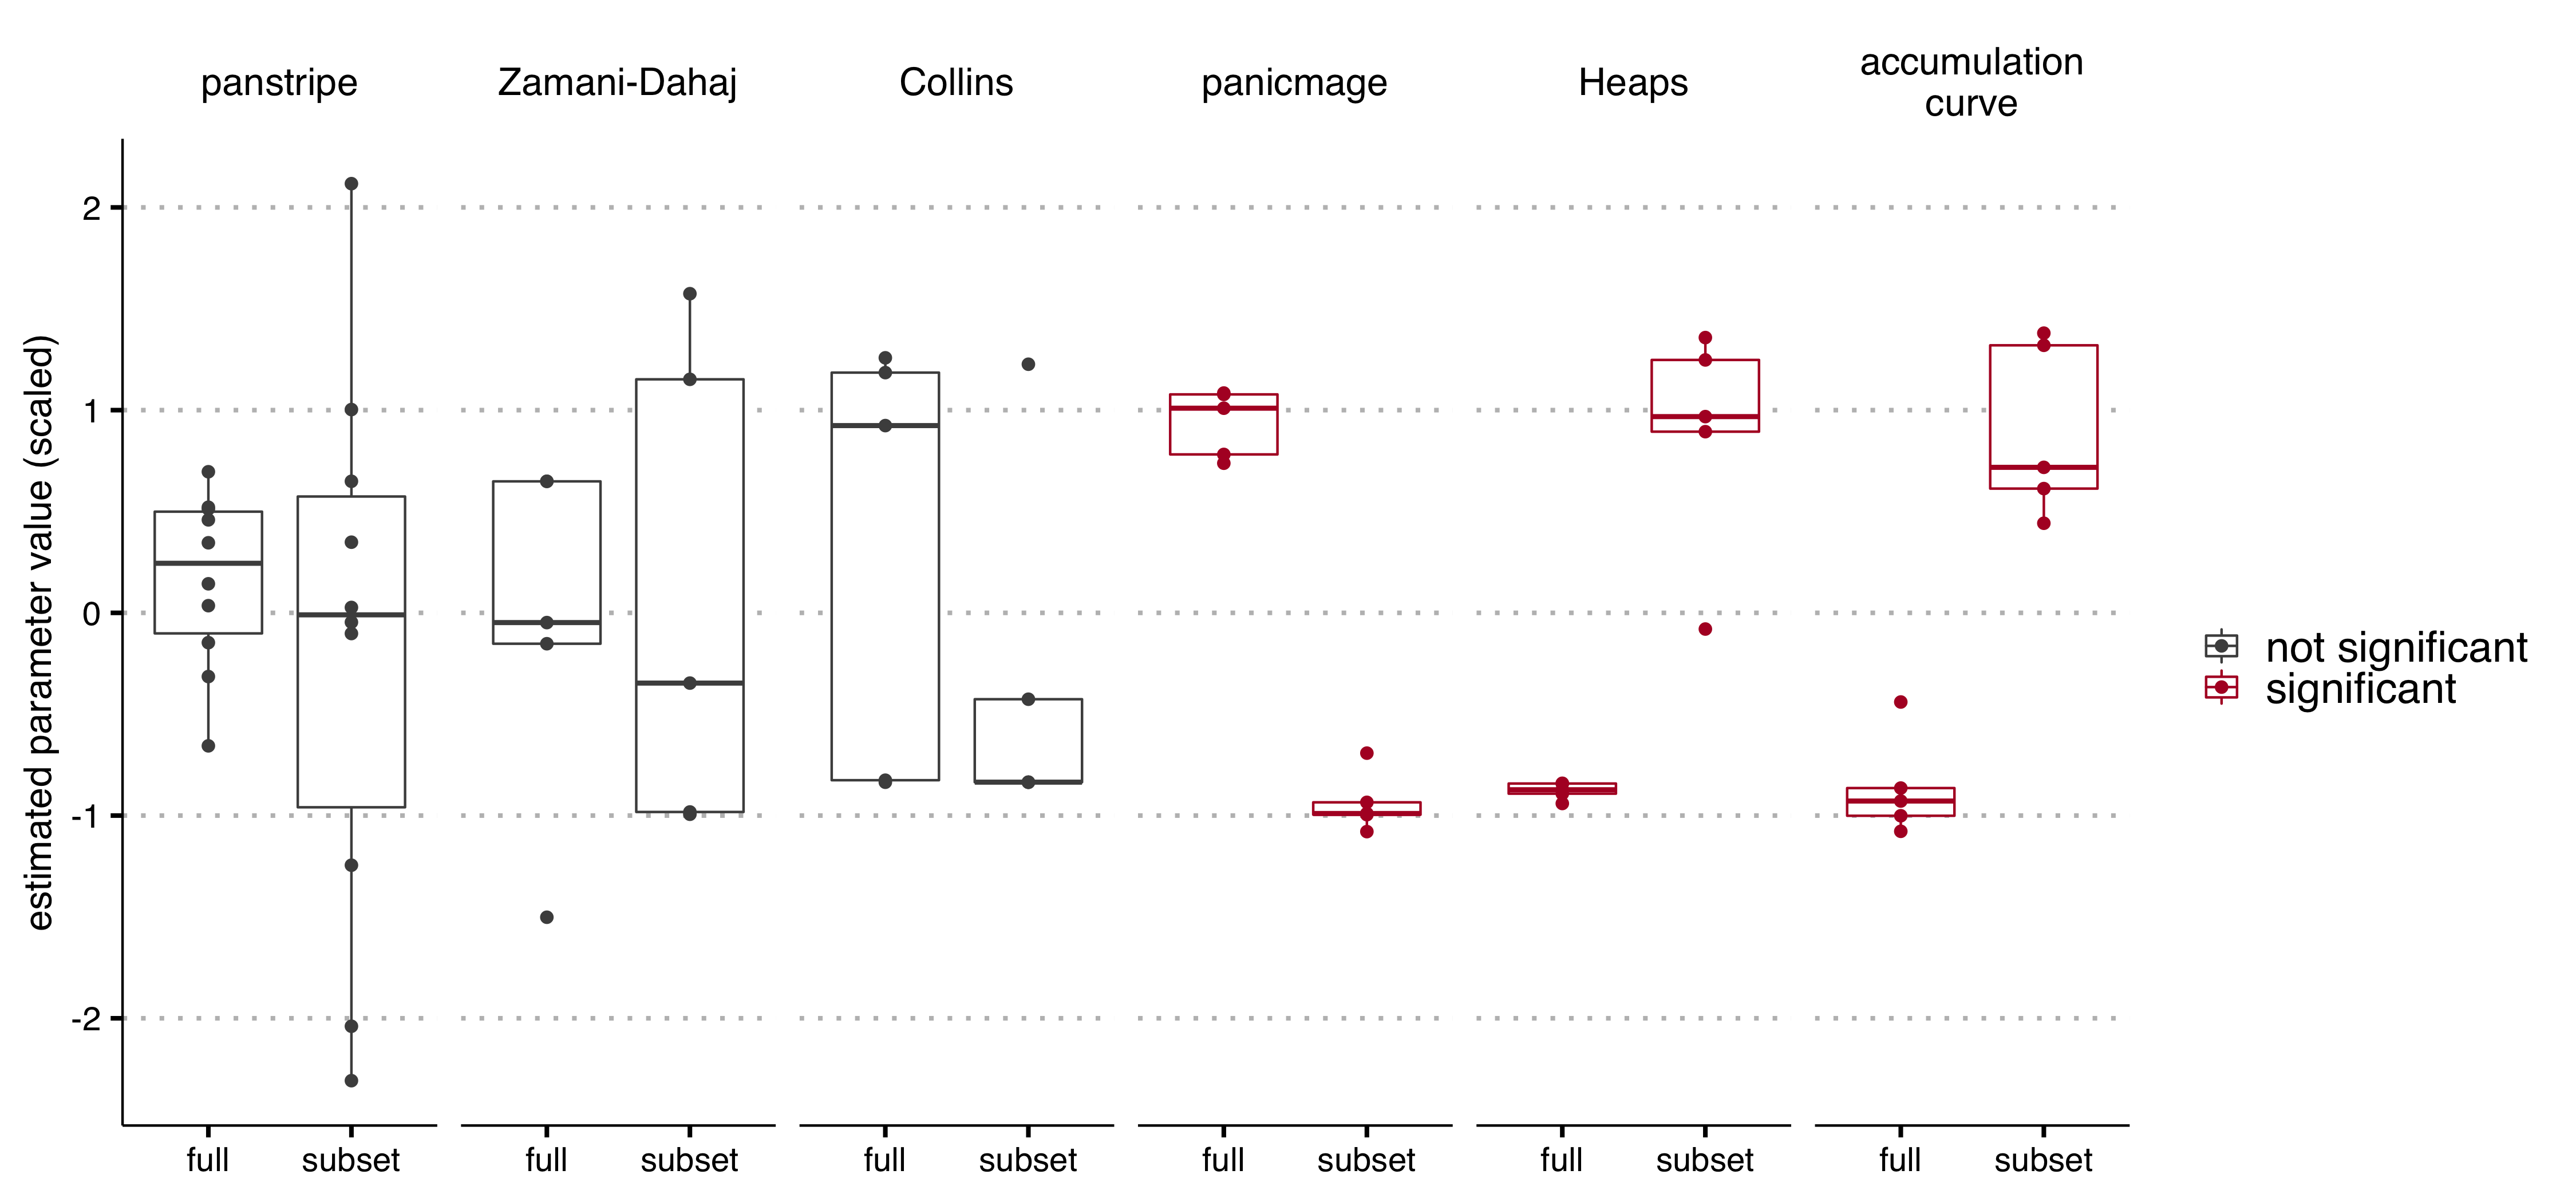 panstripe
Zamani-Dahaj
Collins
panicmage
Heaps
accumulation
curve
estimated parameter value (scaled)
2
1
0
-1
-2
full
subset
full
subset
full
subset
full
subset
full
subset
full
subset
not significant
significant